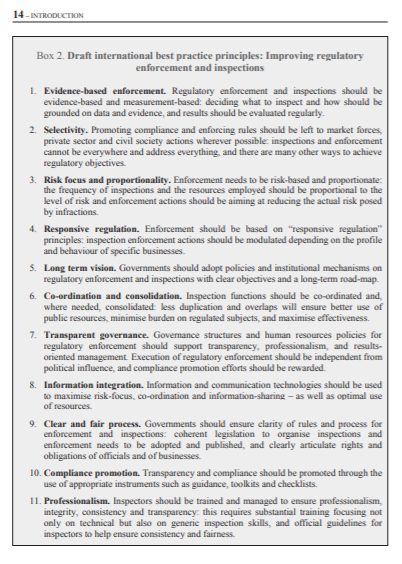 14 – INTRODUCTION
Box 2. Draft international best practice principles: Improving regulatory
enforcement and inspections
1. Evidence-based enforcement. Regulatory enforcement and inspections should be
evidence-based and measurement-based: deciding what to inspect and how should be
grounded on data and evidence, and results should be evaluated regularly.
2. Selectivity. Promoting compliance and enforcing rules should be left to market forces,
private sector and civil society actions wherever possible: inspections and enforcement
cannot be everywhere and address everything, and there are many other ways to achieve
regulatory objectives.
3. Risk focus and proportionality. Enforcement needs to be risk-based and proportionate:
the frequency of inspections and the resources employed should be proportional to the
level of risk and enforcement actions should be aiming at reducing the actual risk posed
by infractions.
4. Responsive regulation. Enforcement should be based on “responsive regulation”
principles: inspection enforcement actions should be modulated depending on the profile
and behaviour of specific businesses.
5. Long term vision. Governments should adopt policies and institutional mechanisms on
regulatory enforcement and inspections with clear objectives and a long-term road-map.
6. Co-ordination and consolidation. Inspection functions should be co-ordinated and,
where needed, consolidated: less duplication and overlaps will ensure better use of
public resources, minimise burden on regulated subjects, and maximise effectiveness.
7. Transparent governance. Governance structures and human resources policies for
regulatory enforcement should support transparency, professionalism, and results-
oriented management. Execution of regulatory enforcement should be independent from
political influence, and compliance promotion efforts should be rewarded.
8. Information integration. Information and communication technologies should be used
to maximise risk-focus, co-ordination and information-sharing – as well as optimal use
of resources.
9. Clear and fair process. Governments should ensure clarity of rules and process for
enforcement and inspections: coherent legislation to organise inspections and
enforcement needs to be adopted and published, and clearly articulate rights and
obligations of officials and of businesses.
10. Compliance promotion. Transparency and compliance should be promoted through the
use of appropriate instruments such as guidance, toolkits and checklists.
11. Professionalism. Inspectors should be trained and managed to ensure professionalism,
integrity, consistency and transparency: this requires substantial training focusing not
only on technical but also on generic inspection skills, and official guidelines for
inspectors to help ensure consistency and fairness.